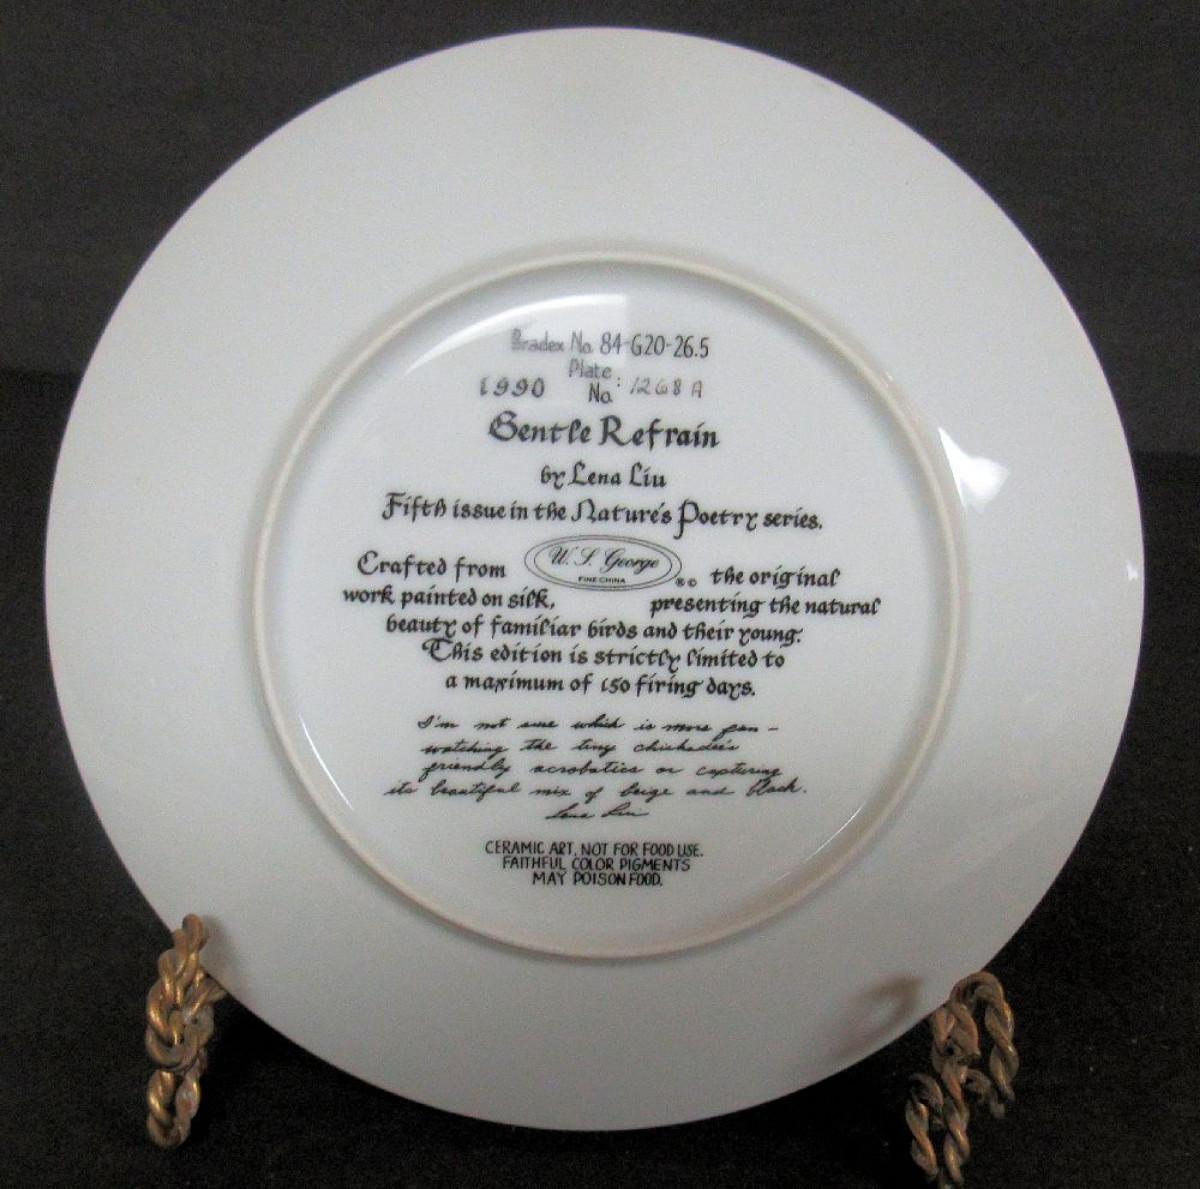 Bradex No. 84-G20-26.5
1990 Plate No.: 1268 A
Gentle Refrain
by Lena Liu
Fifth issue in the Nature's Poetry series.
Crafted from W. S. George FINE CHINA ®© the original
work painted on silk, presenting the natural
beauty of familiar birds and their young.
This edition is strictly limited to
a maximum of 150 firing days.
I'm not sure which is more fun -
watching the tiny chickadee's
friendly acrobatics or capturing
its beautiful mix of beige and black.
Lena Liu
CERAMIC ART, NOT FOR FOOD USE.
FAITHFUL COLOR PIGMENTS
MAY POISON FOOD.